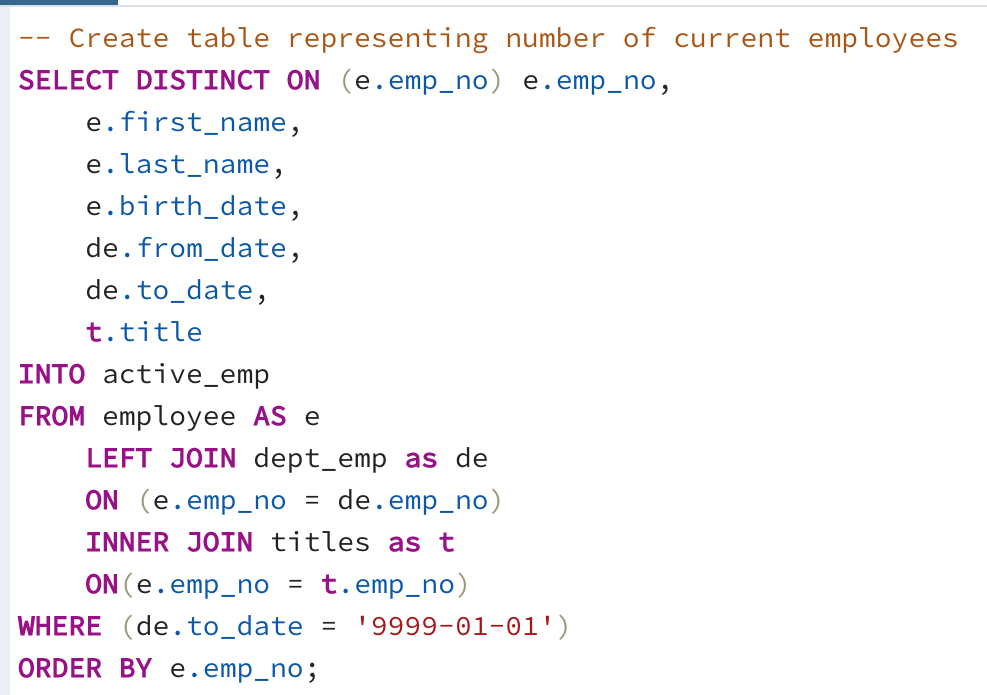 -- Create table representing number of current employees
SELECT DISTINCT ON (e.emp_no) e.emp_no,
    e.first_name,
    e.last_name,
    e.birth_date,
    de.from_date,
    de.to_date,
    t.title
INTO active_emp
FROM employee AS e
    LEFT JOIN dept_emp as de
    ON (e.emp_no = de.emp_no)
    INNER JOIN titles as t
    ON(e.emp_no = t.emp_no)
WHERE (de.to_date = '9999-01-01')
ORDER BY e.emp_no;